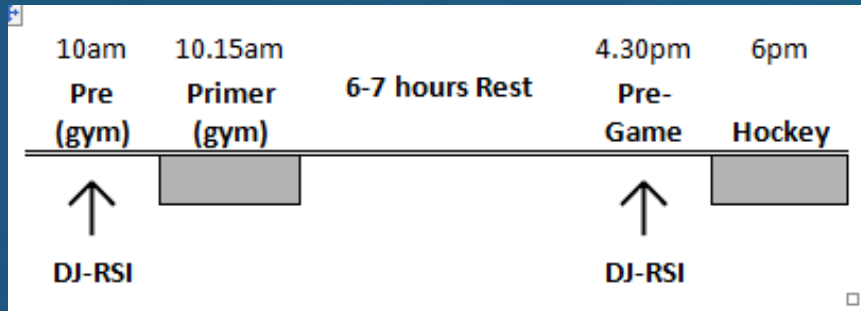 10am 10.15am 4.30pm 6pm
Pre Primer 6-7 hours Rest Pre-
(gym) (gym) Game Hockey
DJ-RSI DJ-RSI